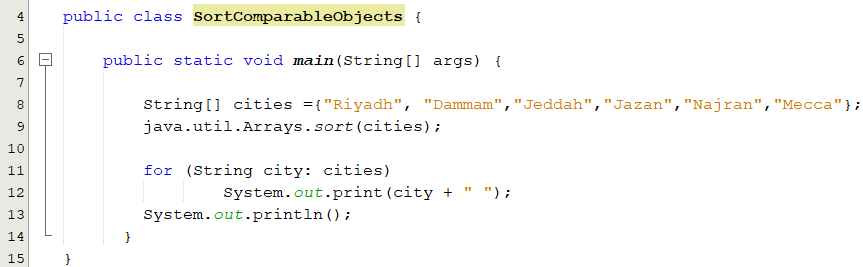 4 public class SortComparableObjects {
5
6 public static void main(String[] args) {
7
8 String[] cities ={"Riyadh", "Dammam","Jeddah","Jazan","Najran","Mecca"};
9 java.util.Arrays.sort(cities);
10
11 for (String city: cities)
12 System.out.print(city + " ");
13 System.out.println();
14 }
15 }